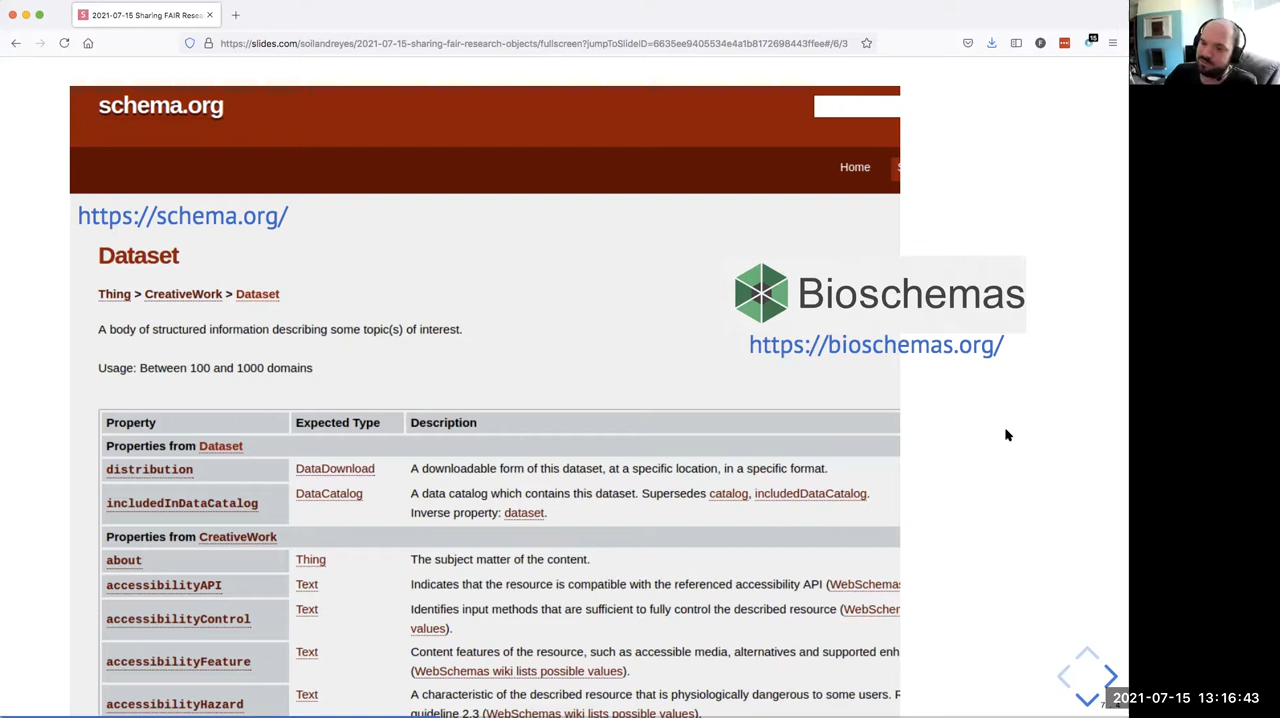 2021-07-15 Sharing FAIR Resea
https://slides.com/soilandreyes/2021-07-15-sharing-fair-research-objects/fullscreen?jumpToSlideID=6635ee9405534e4a1b8172698443ffee#/6/3
15
schema.org
Home
https://schema.org/
Dataset
Thing > CreativeWork > Dataset
A body of structured information describing some topic(s) of interest.
Usage: Between 100 and 1000 domains
Bioschemas
https://bioschemas.org/
Property Expected Type Description
Properties from Dataset
distribution DataDownload A downloadable form of this dataset, at a specific location, in a specific format.
includedInDataCatalog DataCatalog A data catalog which contains this dataset. Supersedes catalog, includedDataCatalog.
Inverse property: dataset.
Properties from CreativeWork
about Thing The subject matter of the content.
accessibilityAPI Text Indicates that the resource is compatible with the referenced accessibility API (WebSchemas
accessibilityControl Text Identifies input methods that are sufficient to fully control the described resource (WebSchem
values).
accessibilityFeature Text Content features of the resource, such as accessible media, alternatives and supported enh
(WebSchemas wiki lists possible values).
accessibilityHazard Text A characteristic of the described resource that is physiologically dangerous to some users. R
guideline 2.3 (WebSchemas wiki lists possible values).
2021-07-15 13:16:43